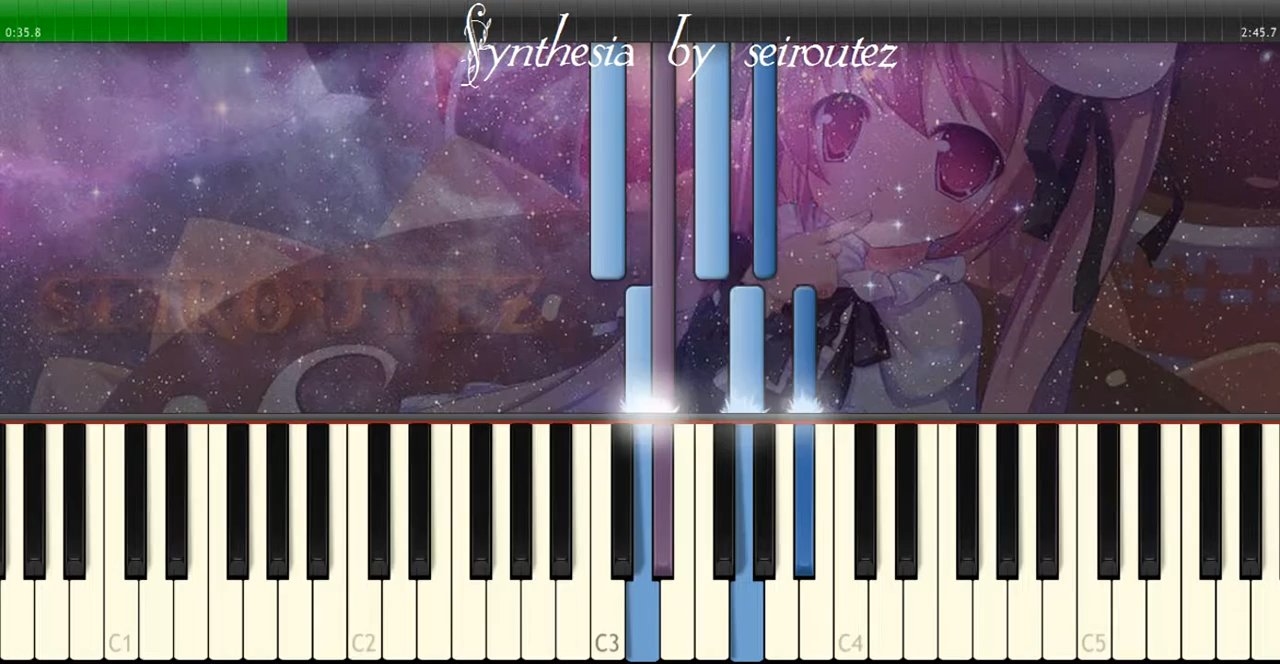 Synthesia by seiroutez
0:35.8
2:45.7
SEIROUTEZ
C1 C2 C3 C4 C5